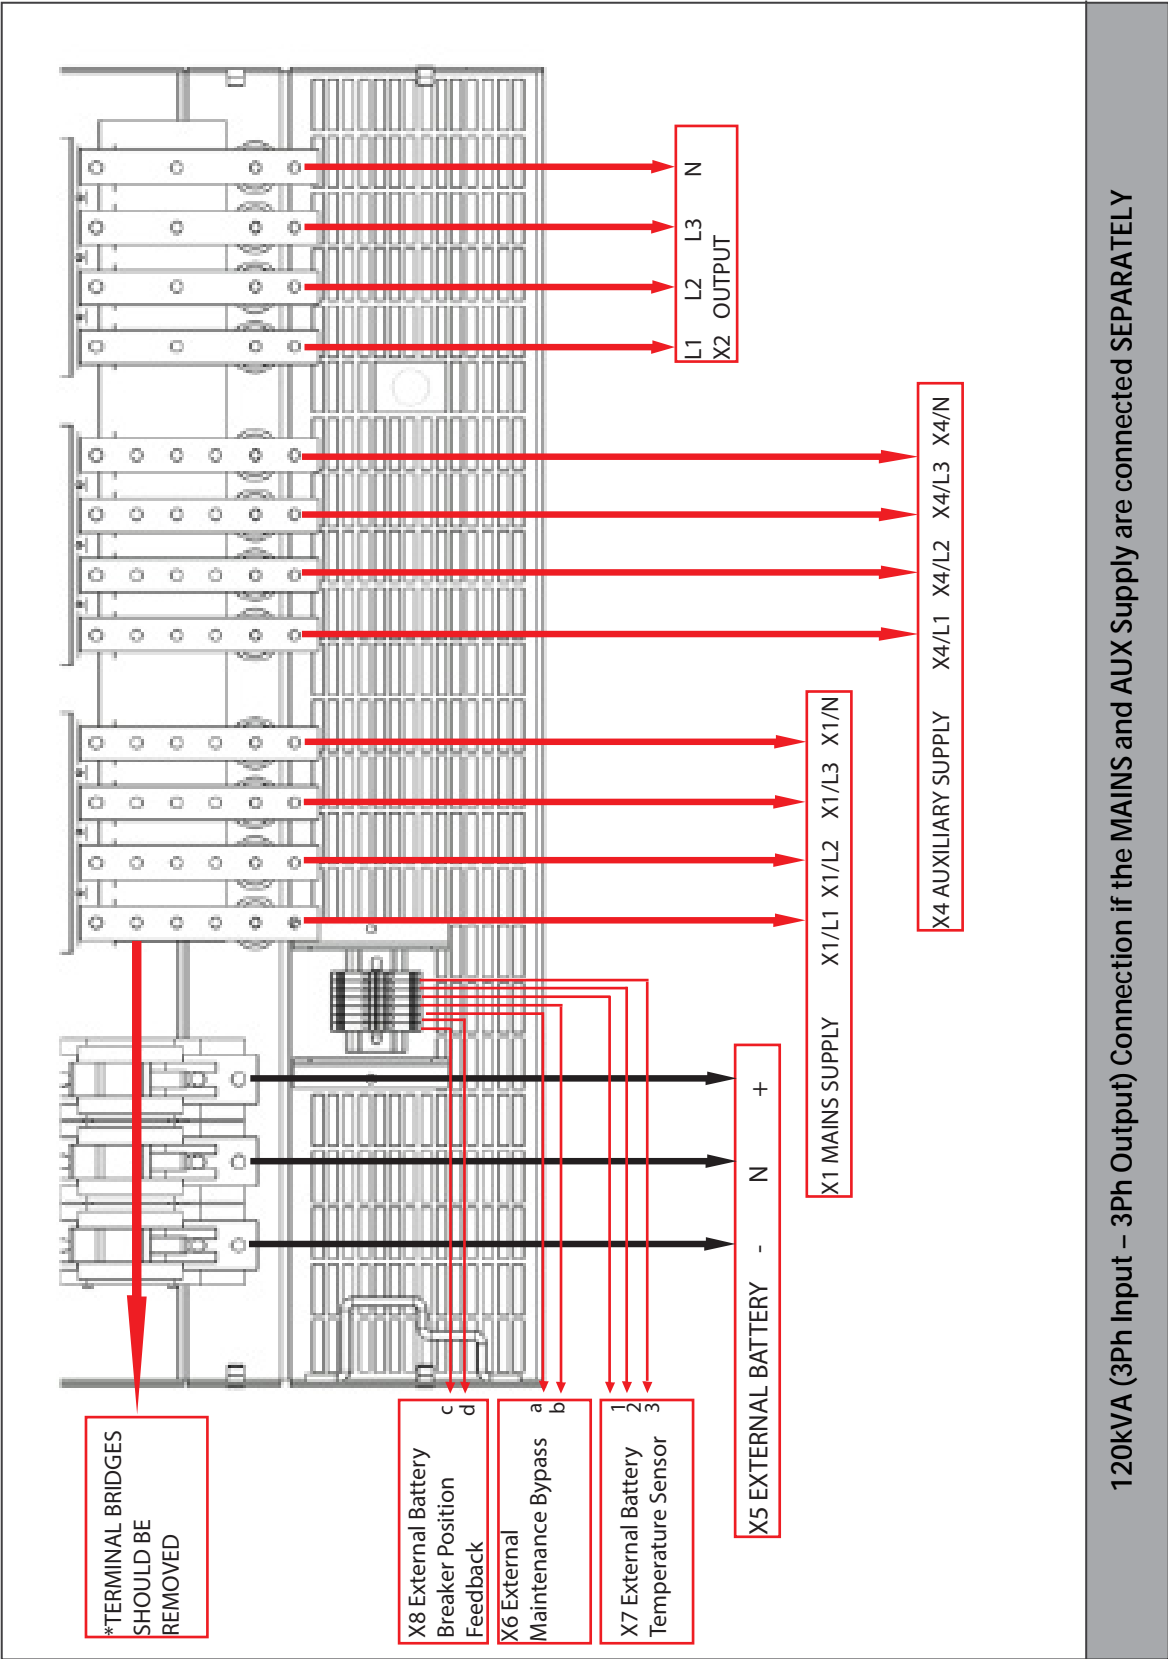 *TERMINAL BRIDGES
SHOULD BE
REMOVED
X8 External Battery
Breaker Position
Feedback
c
d
X6 External
Maintenance Bypass
a
b
X7 External Battery
Temperature Sensor
1
2
3
X5 EXTERNAL BATTERY - N +
X1 MAINS SUPPLY X1/L1 X1/L2 X1/L3 X1/N
X4 AUXILIARY SUPPLY X4/L1 X4/L2 X4/L3 X4/N
L1 L2 L3 N
X2 OUTPUT
120kVA (3Ph Input – 3Ph Output) Connection if the MAINS and AUX Supply are connected SEPARATELY